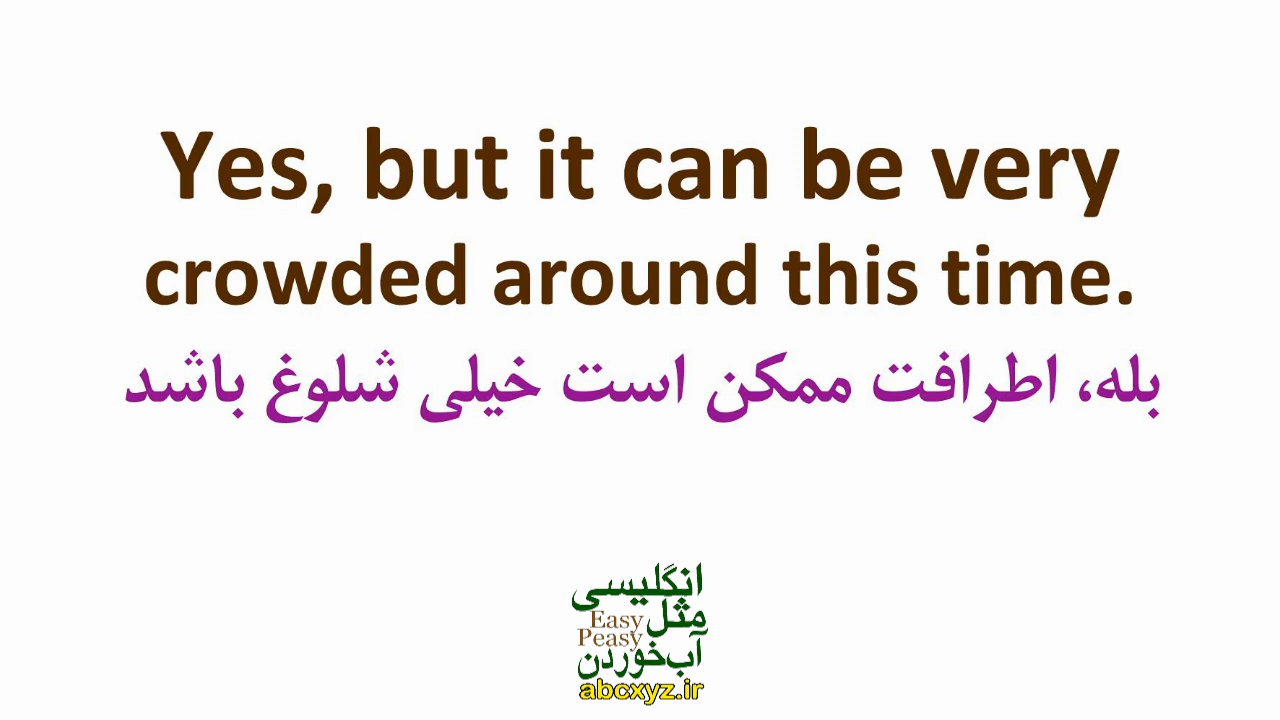 Yes, but it can be very
crowded around this time.
بله، اطرافت ممکن است خیلی شلوغ باشد
انگلیسی
مثل
Easy
Peasy
آب‌خوردن
abcxyz.ir